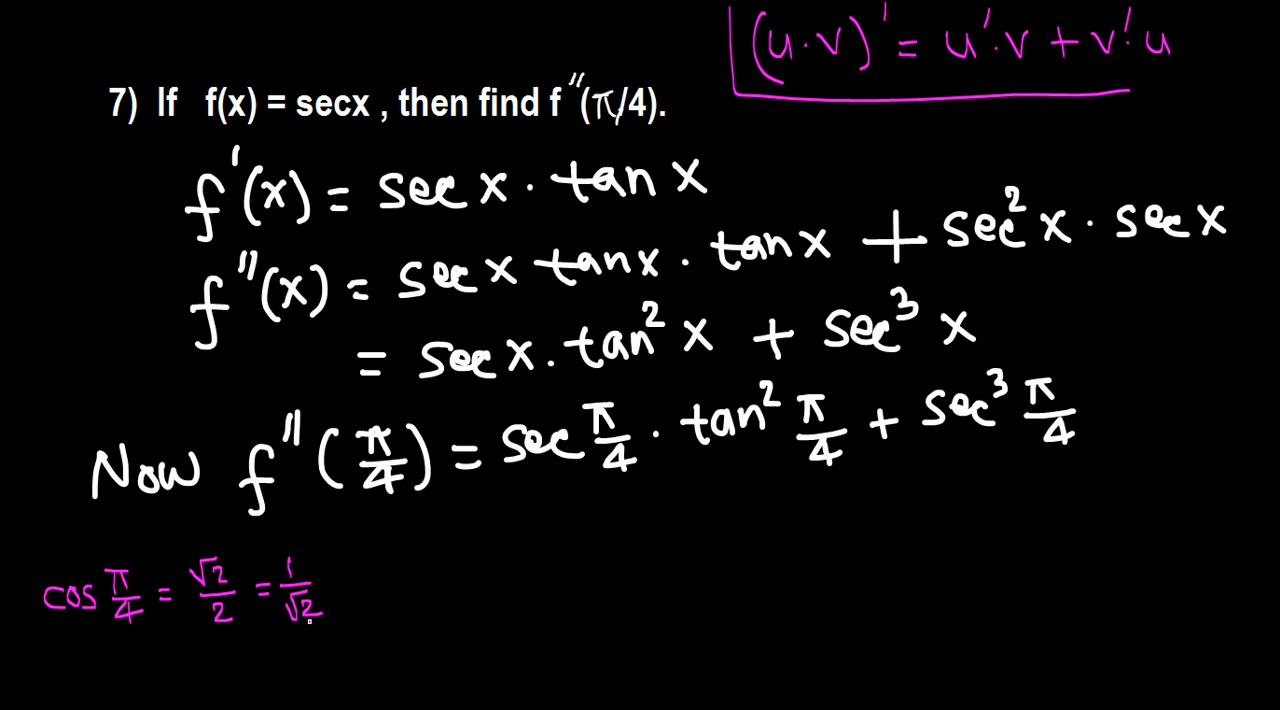 (u·v)' = u'·v + v'·u
7) If f(x) = secx , then find f ''(π/4).
f'(x) = sec x · tan x
f''(x) = sec x tan x · tan x + sec² x · sec x
= sec x · tan² x + sec³ x
Now f''(π/4) = sec π/4 · tan² π/4 + sec³ π/4
cos π/4 = √2/2 = 1/√2